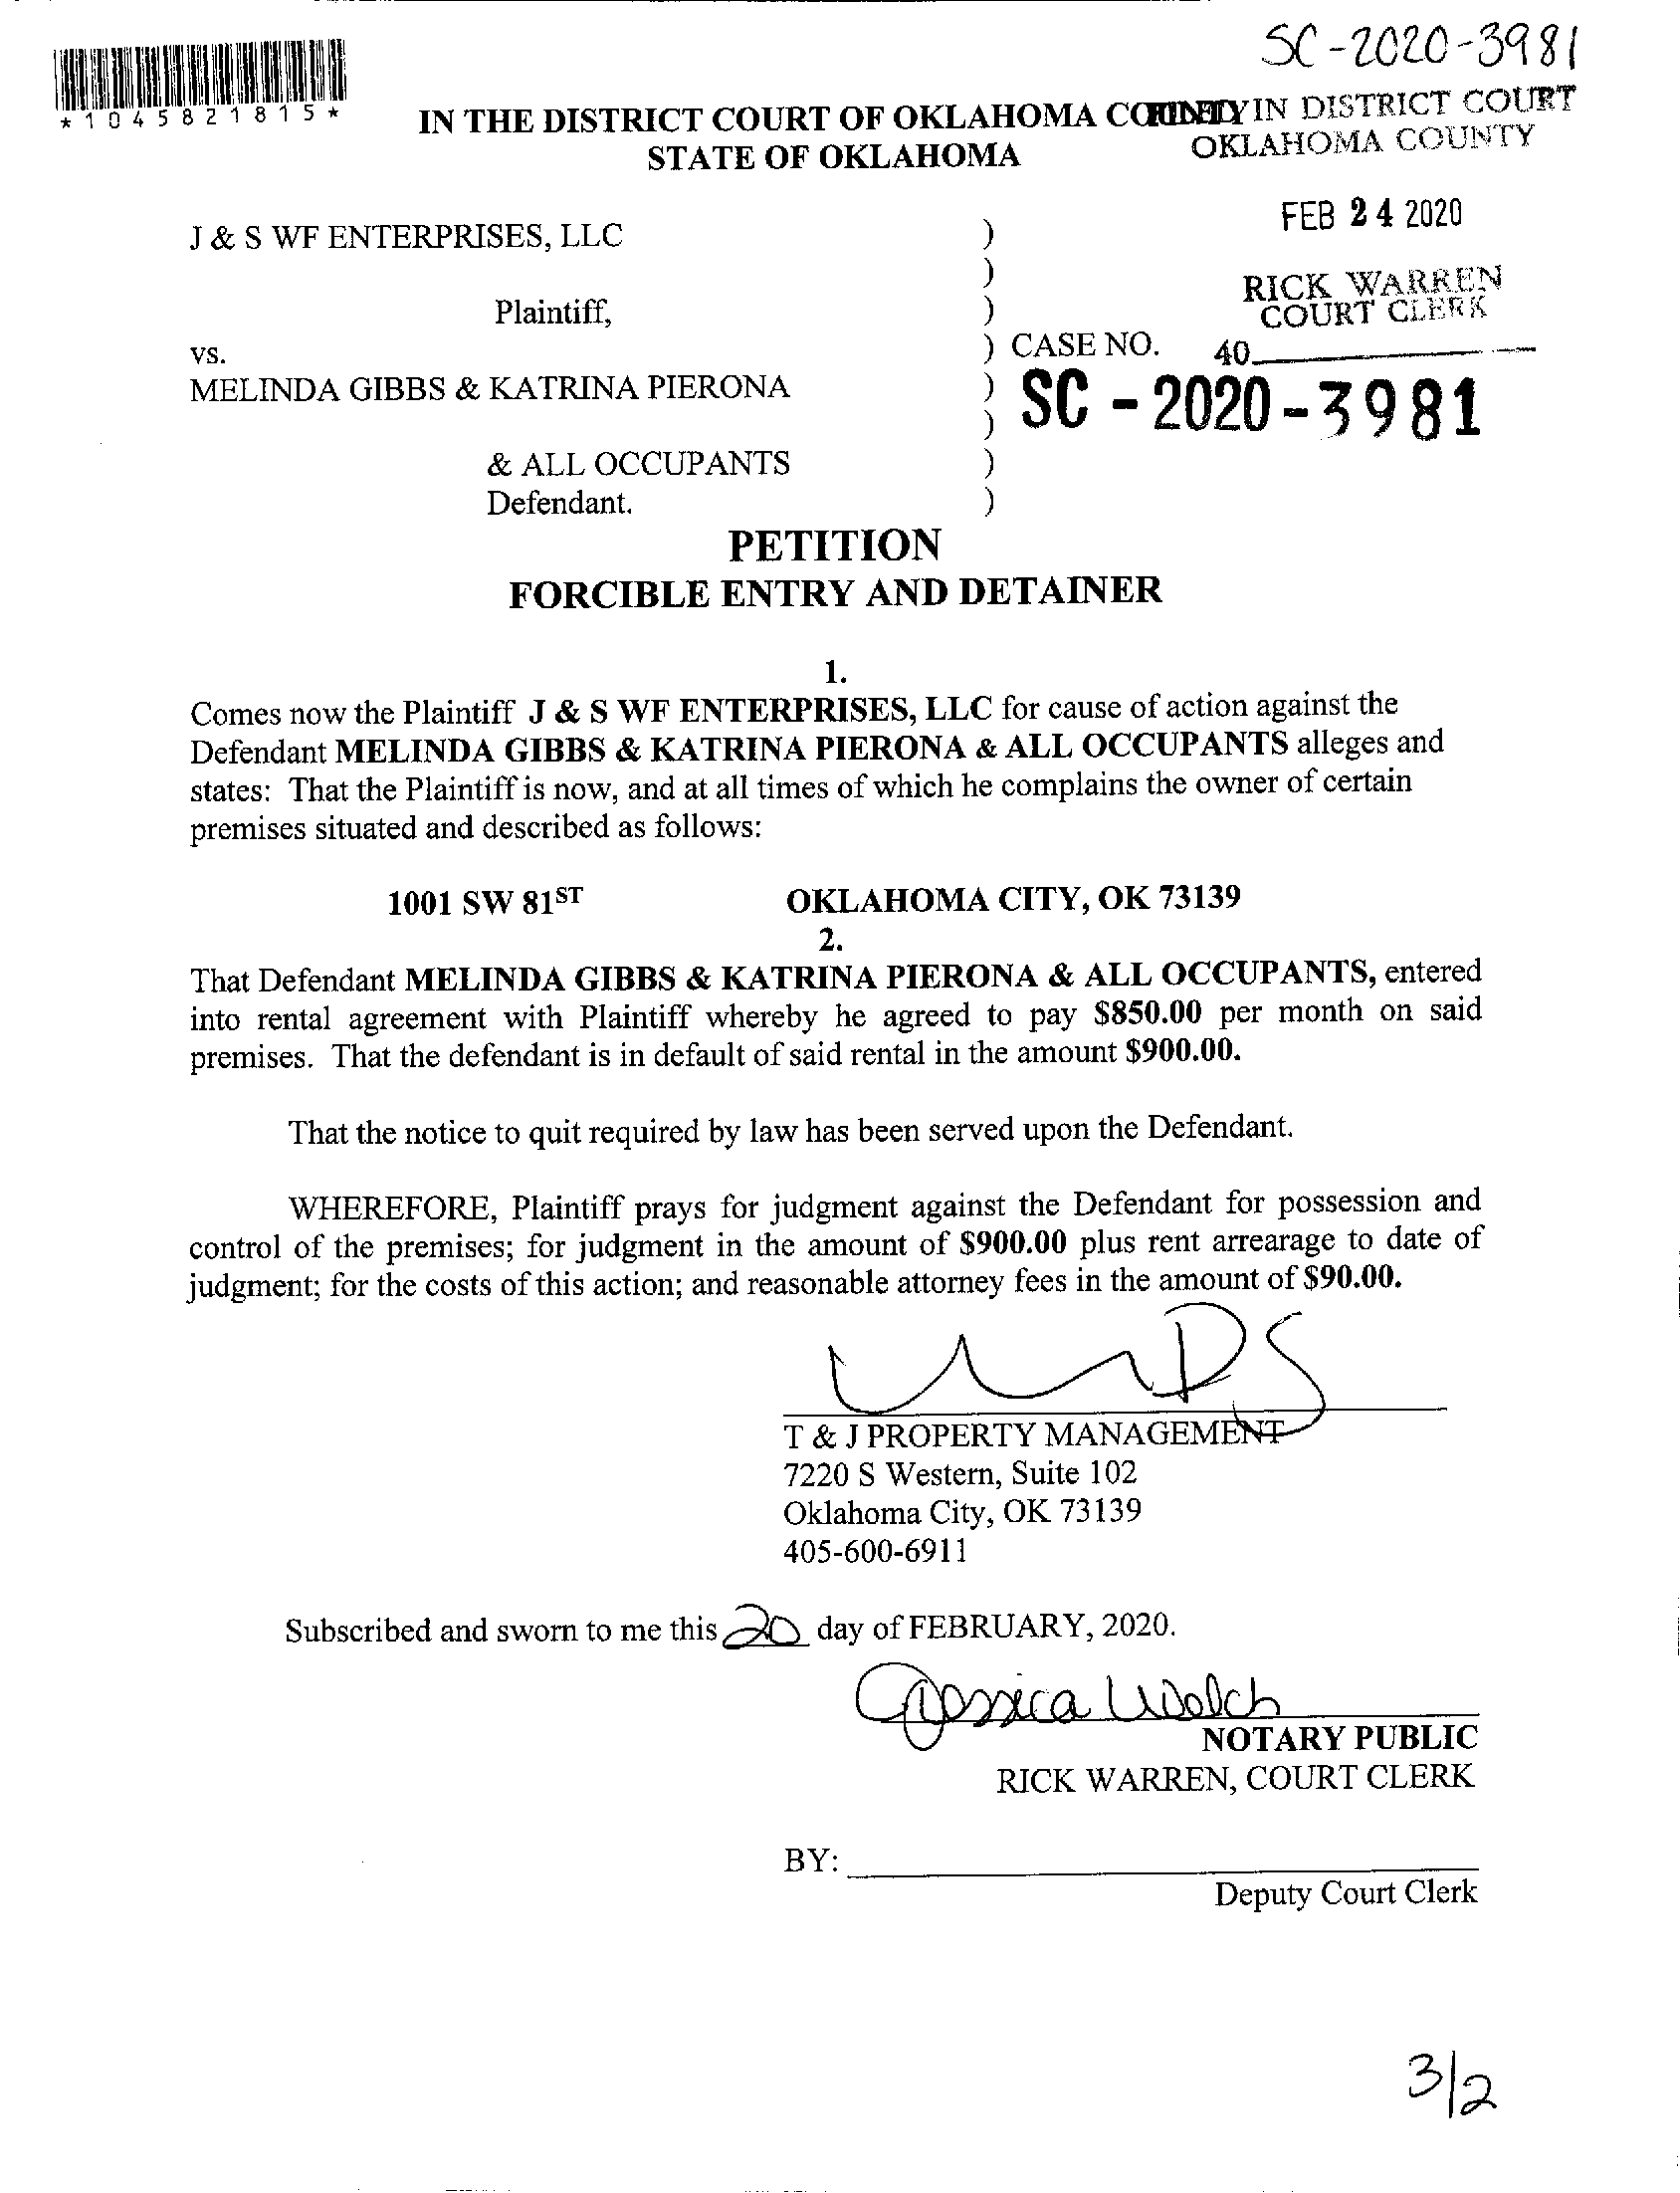 SC-2020-3981
*1045821815*
IN THE DISTRICT COURT OF OKLAHOMA COUNTY
STATE OF OKLAHOMA
FILED IN DISTRICT COURT
OKLAHOMA COUNTY
FEB 24 2020
RICK WARREN
COURT CLERK
40
J & S WF ENTERPRISES, LLC )
)
Plaintiff, )
vs. ) CASE NO.
MELINDA GIBBS & KATRINA PIERONA ) SC-2020-3981
)
& ALL OCCUPANTS )
Defendant. )
PETITION
FORCIBLE ENTRY AND DETAINER
1.
Comes now the Plaintiff J & S WF ENTERPRISES, LLC for cause of action against the
Defendant MELINDA GIBBS & KATRINA PIERONA & ALL OCCUPANTS alleges and
states: That the Plaintiff is now, and at all times of which he complains the owner of certain
premises situated and described as follows:
1001 SW 81ST OKLAHOMA CITY, OK 73139
2.
That Defendant MELINDA GIBBS & KATRINA PIERONA & ALL OCCUPANTS, entered
into rental agreement with Plaintiff whereby he agreed to pay $850.00 per month on said
premises. That the defendant is in default of said rental in the amount $900.00.
That the notice to quit required by law has been served upon the Defendant.
WHEREFORE, Plaintiff prays for judgment against the Defendant for possession and
control of the premises; for judgment in the amount of $900.00 plus rent arrearage to date of
judgment; for the costs of this action; and reasonable attorney fees in the amount of $90.00.
T & J PROPERTY MANAGEMENT
7220 S Western, Suite 102
Oklahoma City, OK 73139
405-600-6911
Subscribed and sworn to me this 20 day of FEBRUARY, 2020.
Jessica Welch
NOTARY PUBLIC
RICK WARREN, COURT CLERK
BY:
Deputy Court Clerk
3/2